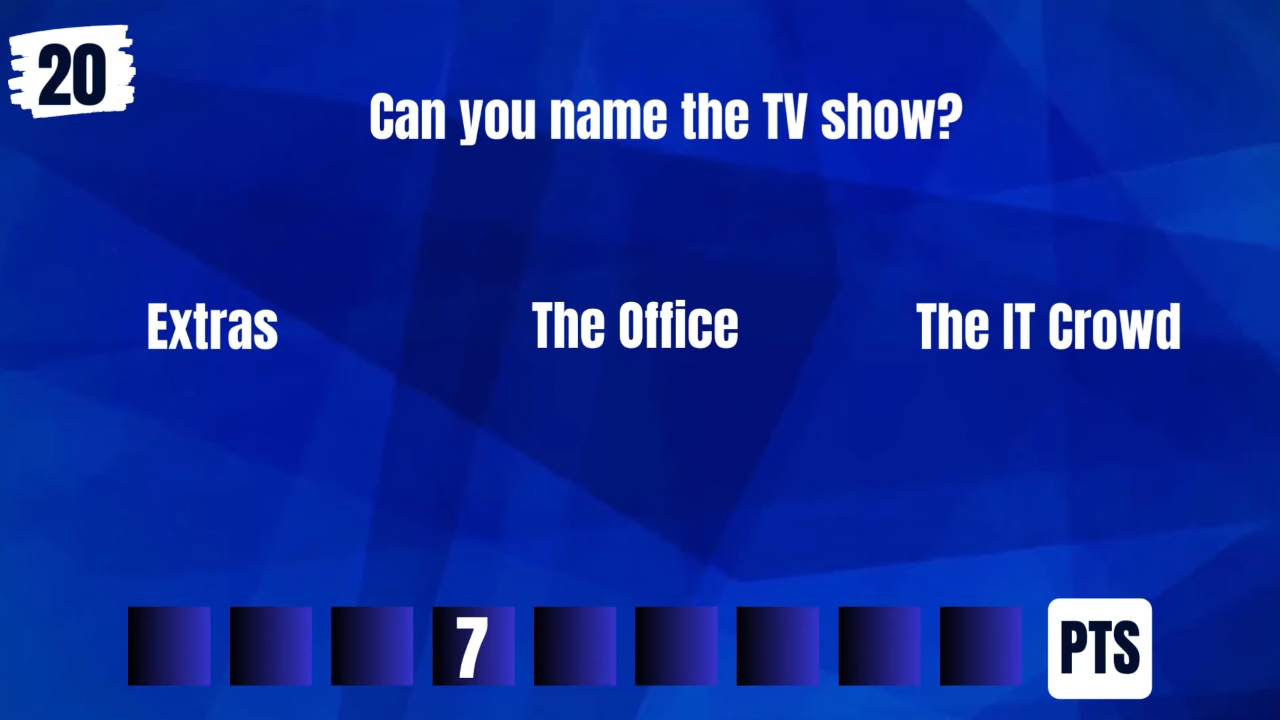 20
Can you name the TV show?
Extras
The Office
The IT Crowd
7
PTS